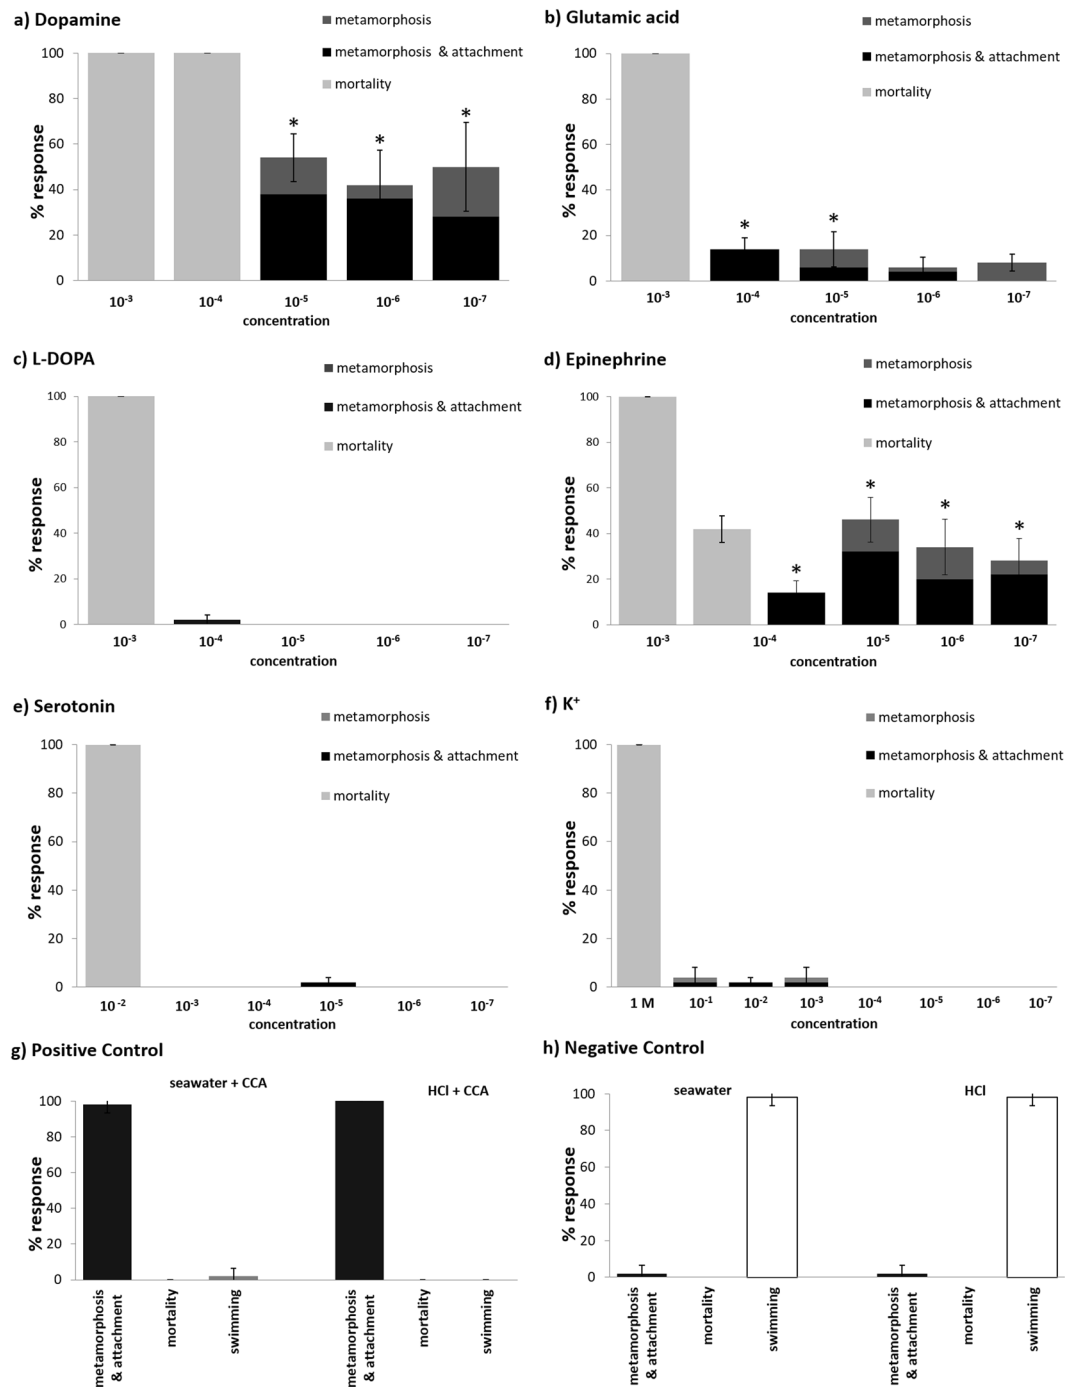 a) Dopamine
metamorphosis
metamorphosis & attachment
mortality
% response
100
80
60
40
20
0
* * *
10-3 10-4 10-5 10-6 10-7
concentration
b) Glutamic acid
metamorphosis
metamorphosis & attachment
mortality
% response
100
80
60
40
20
0
* *
10-3 10-4 10-5 10-6 10-7
concentration
c) L-DOPA
metamorphosis
metamorphosis & attachment
mortality
% response
100
80
60
40
20
0
10-3 10-4 10-5 10-6 10-7
concentration
d) Epinephrine
metamorphosis
metamorphosis & attachment
mortality
% response
100
80
60
40
20
0
* * * *
10-3 10-4 10-5 10-6 10-7
concentration
e) Serotonin
metamorphosis
metamorphosis & attachment
mortality
% response
100
80
60
40
20
0
10-2 10-3 10-4 10-5 10-6 10-7
concentration
f) K+
metamorphosis
metamorphosis & attachment
mortality
% response
100
80
60
40
20
0
1 M 10-1 10-2 10-3 10-4 10-5 10-6 10-7
concentration
g) Positive Control
seawater + CCA
HCl + CCA
% response
100
80
60
40
20
0
metamorphosis
& attachment
mortality
swimming
metamorphosis
& attachment
mortality
swimming
h) Negative Control
seawater
HCl
% response
100
80
60
40
20
0
metamorphosis
& attachment
mortality
swimming
metamorphosis
& attachment
mortality
swimming